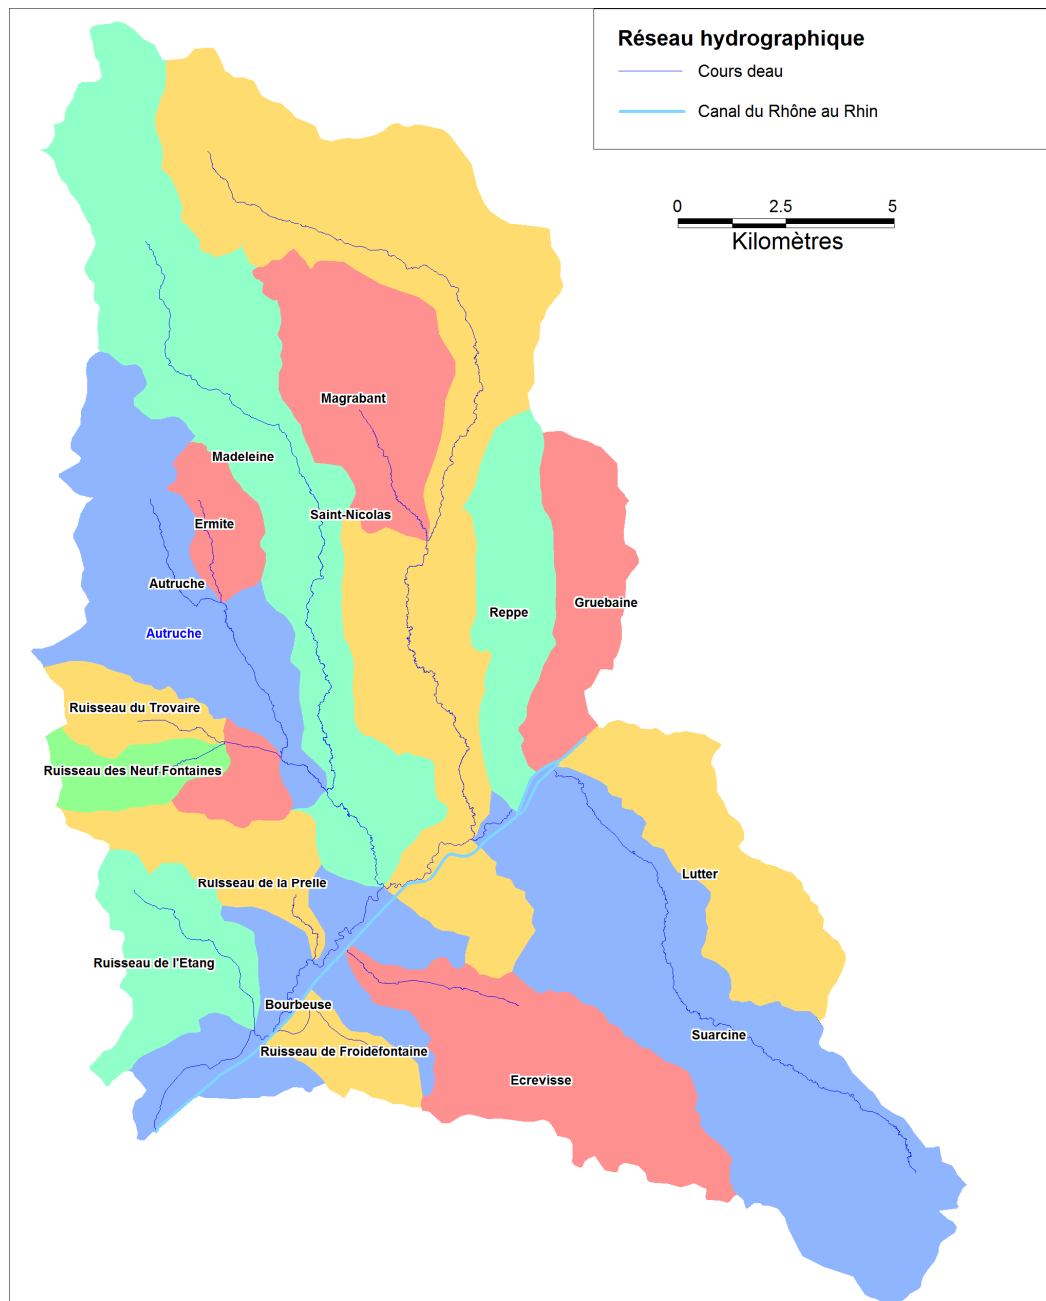 Réseau hydrographique
Cours deau
Canal du Rhône au Rhin
0 2.5 5
Kilomètres
Magrabant
Madeleine
Saint-Nicolas
Ermite
Autruche
Gruebaine
Reppe
Autruche
Ruisseau du Trovaire
Ruisseau des Neuf Fontaines
Lutter
Ruisseau de la Prelle
Ruisseau de l'Etang
Bourbeuse
Suarcine
Ruisseau de Froidefontaine
Ecrevisse